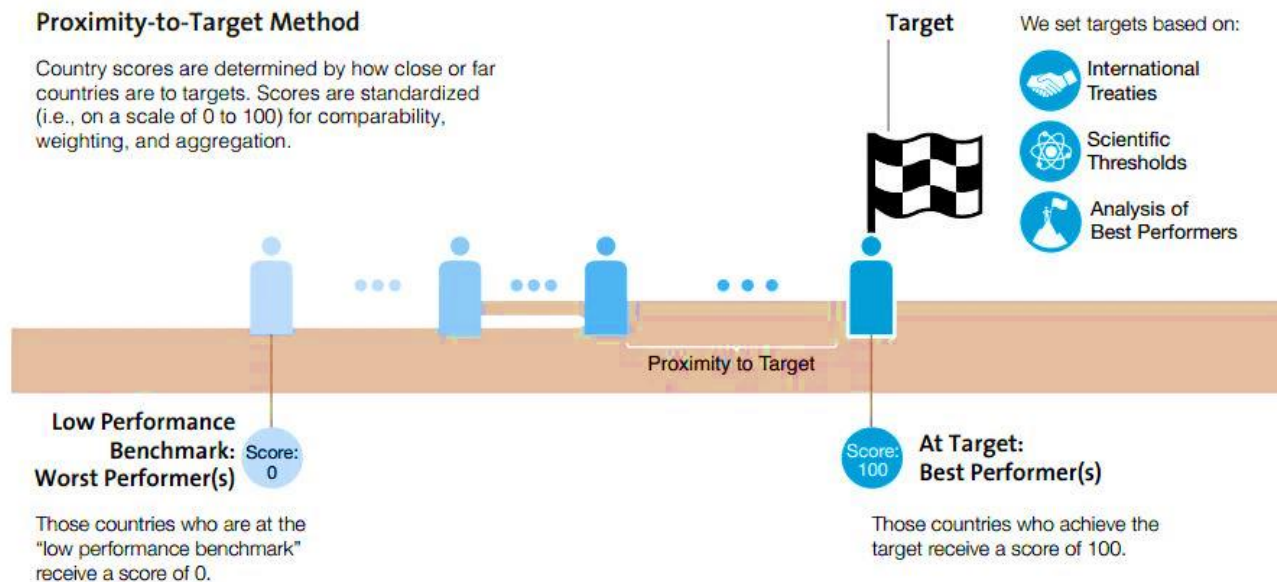 Proximity-to-Target Method
Country scores are determined by how close or far
countries are to targets. Scores are standardized
(i.e., on a scale of 0 to 100) for comparability,
weighting, and aggregation.
Target
We set targets based on:
International
Treaties
Scientific
Thresholds
Analysis of
Best Performers
Proximity to Target
Low Performance
Benchmark:
Worst Performer(s)
Score:
0
Those countries who are at the
“low performance benchmark”
receive a score of 0.
Score:
100
At Target:
Best Performer(s)
Those countries who achieve the
target receive a score of 100.